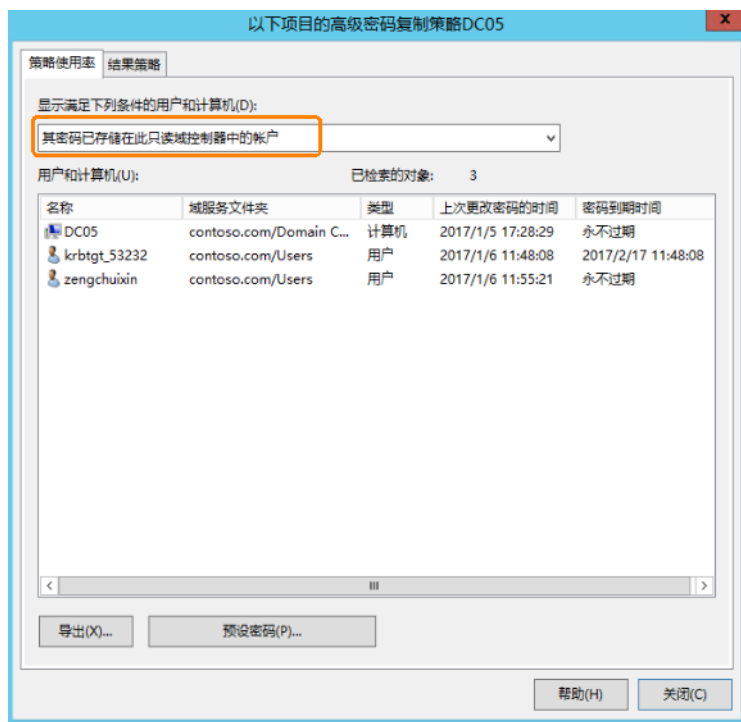 以下项目的高级密码复制策略DC05
x
策略使用率 结果策略
显示满足下列条件的用户和计算机(D):
其密码已存储在此只读域控制器中的帐户
用户和计算机(U): 已检索的对象: 3
名称 域服务文件夹 类型 上次更改密码的时间 密码到期时间
DC05 contoso.com/Domain C... 计算机 2017/1/5 17:28:29 永不过期
krbtgt_53232 contoso.com/Users 用户 2017/1/6 11:48:08 2017/2/17 11:48:08
zengchuixin contoso.com/Users 用户 2017/1/6 11:55:21 永不过期
导出(X)... 预设密码(P)...
帮助(H) 关闭(C)